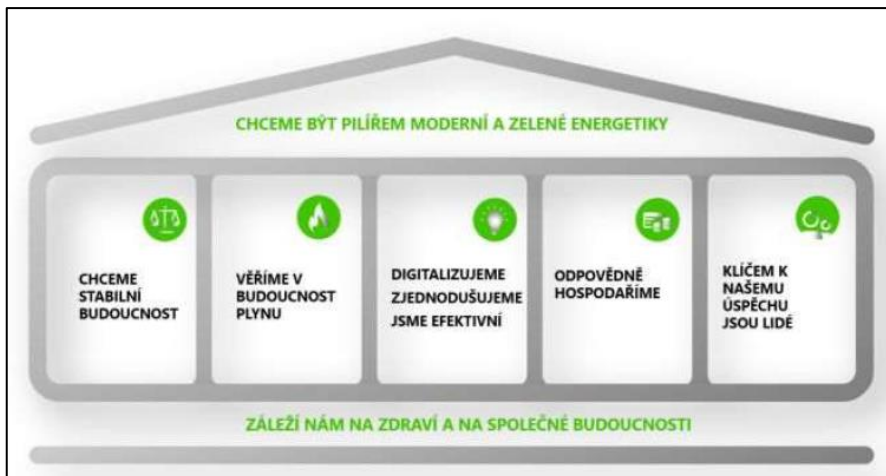 CHCEME BÝT PILÍŘEM MODERNÍ A ZELENÉ ENERGETIKY
CHCEME
STABILNÍ
BUDOUCNOST
VĚŘÍME V
BUDOUCNOST
PLYNU
DIGITALIZUJEME
ZJEDNODUŠUJEME
JSME EFEKTIVNÍ
ODPOVĚDNĚ
HOSPODAŘÍME
KLÍČEM K
NAŠEMU
ÚSPĚCHU
JSOU LIDÉ
ZÁLEŽÍ NÁM NA ZDRAVÍ A NA SPOLEČNÉ BUDOUCNOSTI